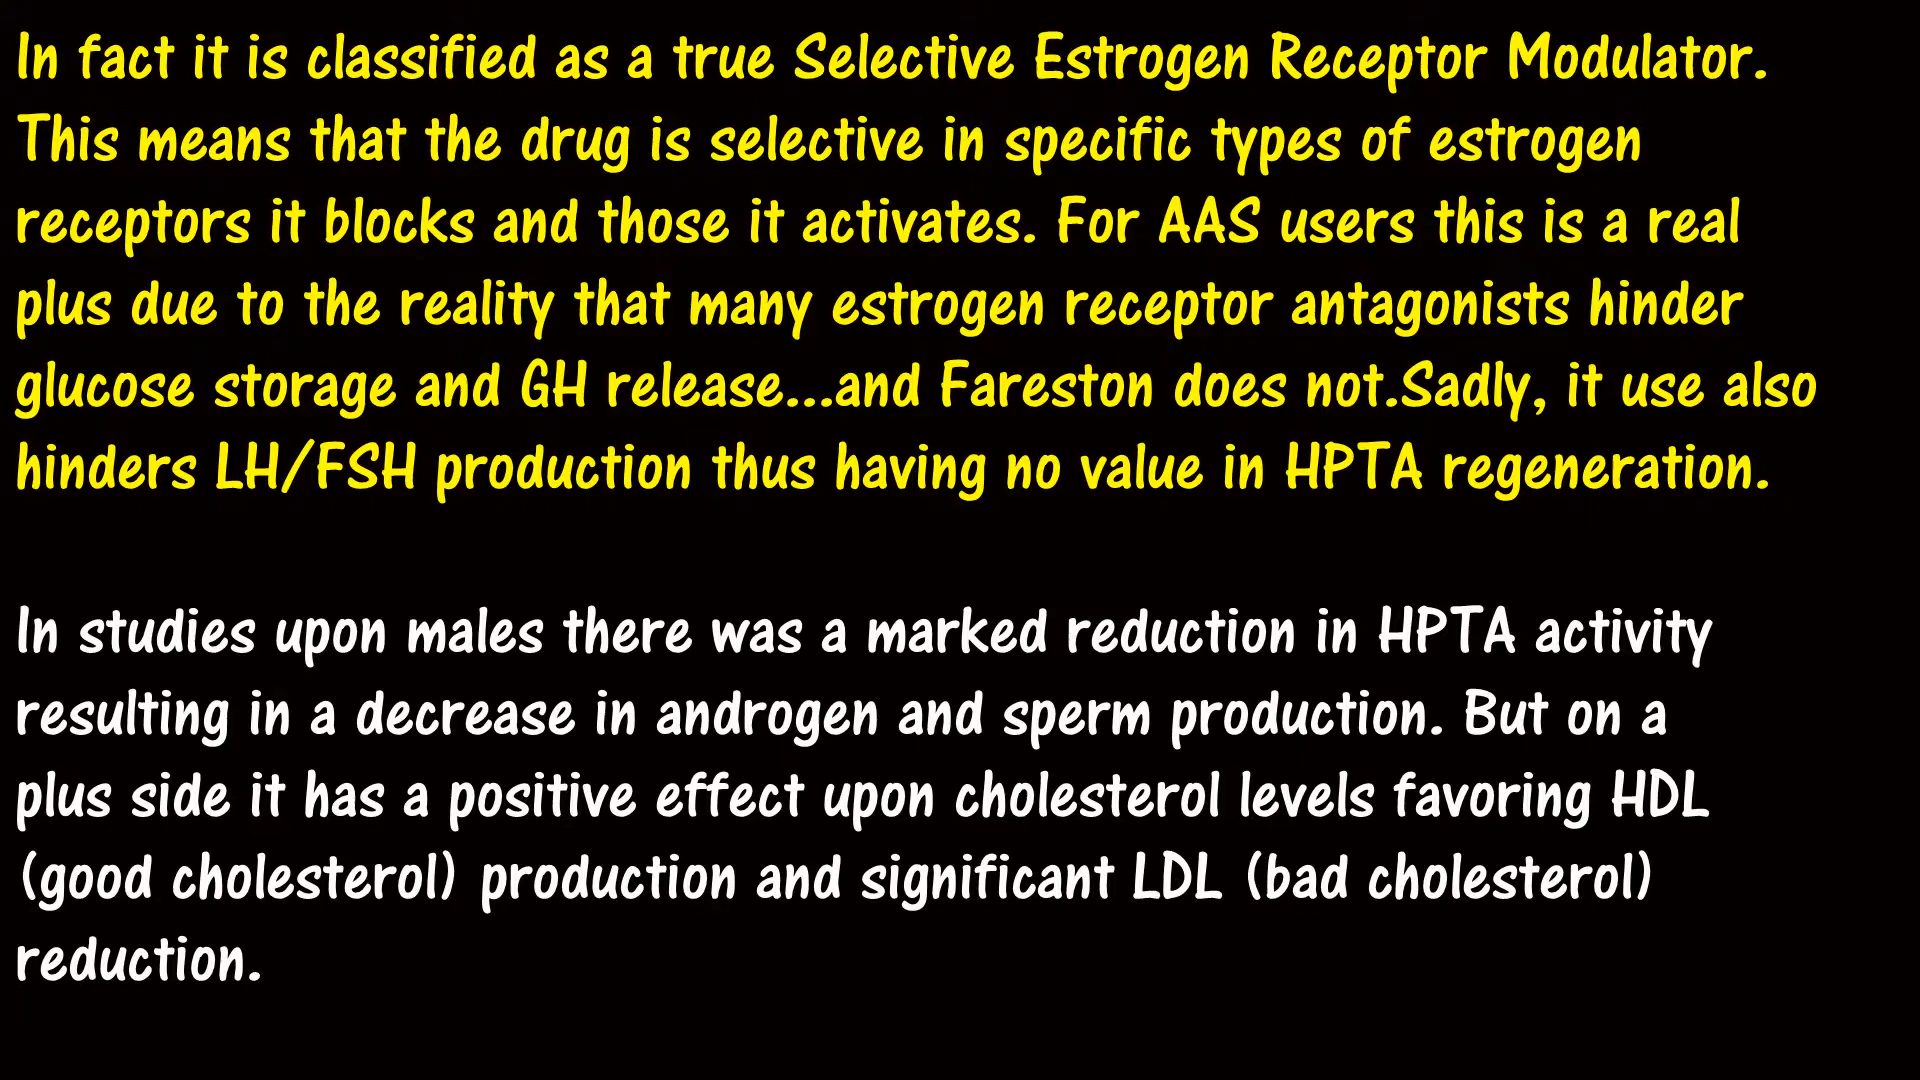 In fact it is classified as a true Selective Estrogen Receptor Modulator.
This means that the drug is selective in specific types of estrogen
receptors it blocks and those it activates. For AAS users this is a real
plus due to the reality that many estrogen receptor antagonists hinder
glucose storage and GH release...and Fareston does not.Sadly, it use also
hinders LH/FSH production thus having no value in HPTA regeneration.
In studies upon males there was a marked reduction in HPTA activity
resulting in a decrease in androgen and sperm production. But on a
plus side it has a positive effect upon cholesterol levels favoring HDL
(good cholesterol) production and significant LDL (bad cholesterol)
reduction.